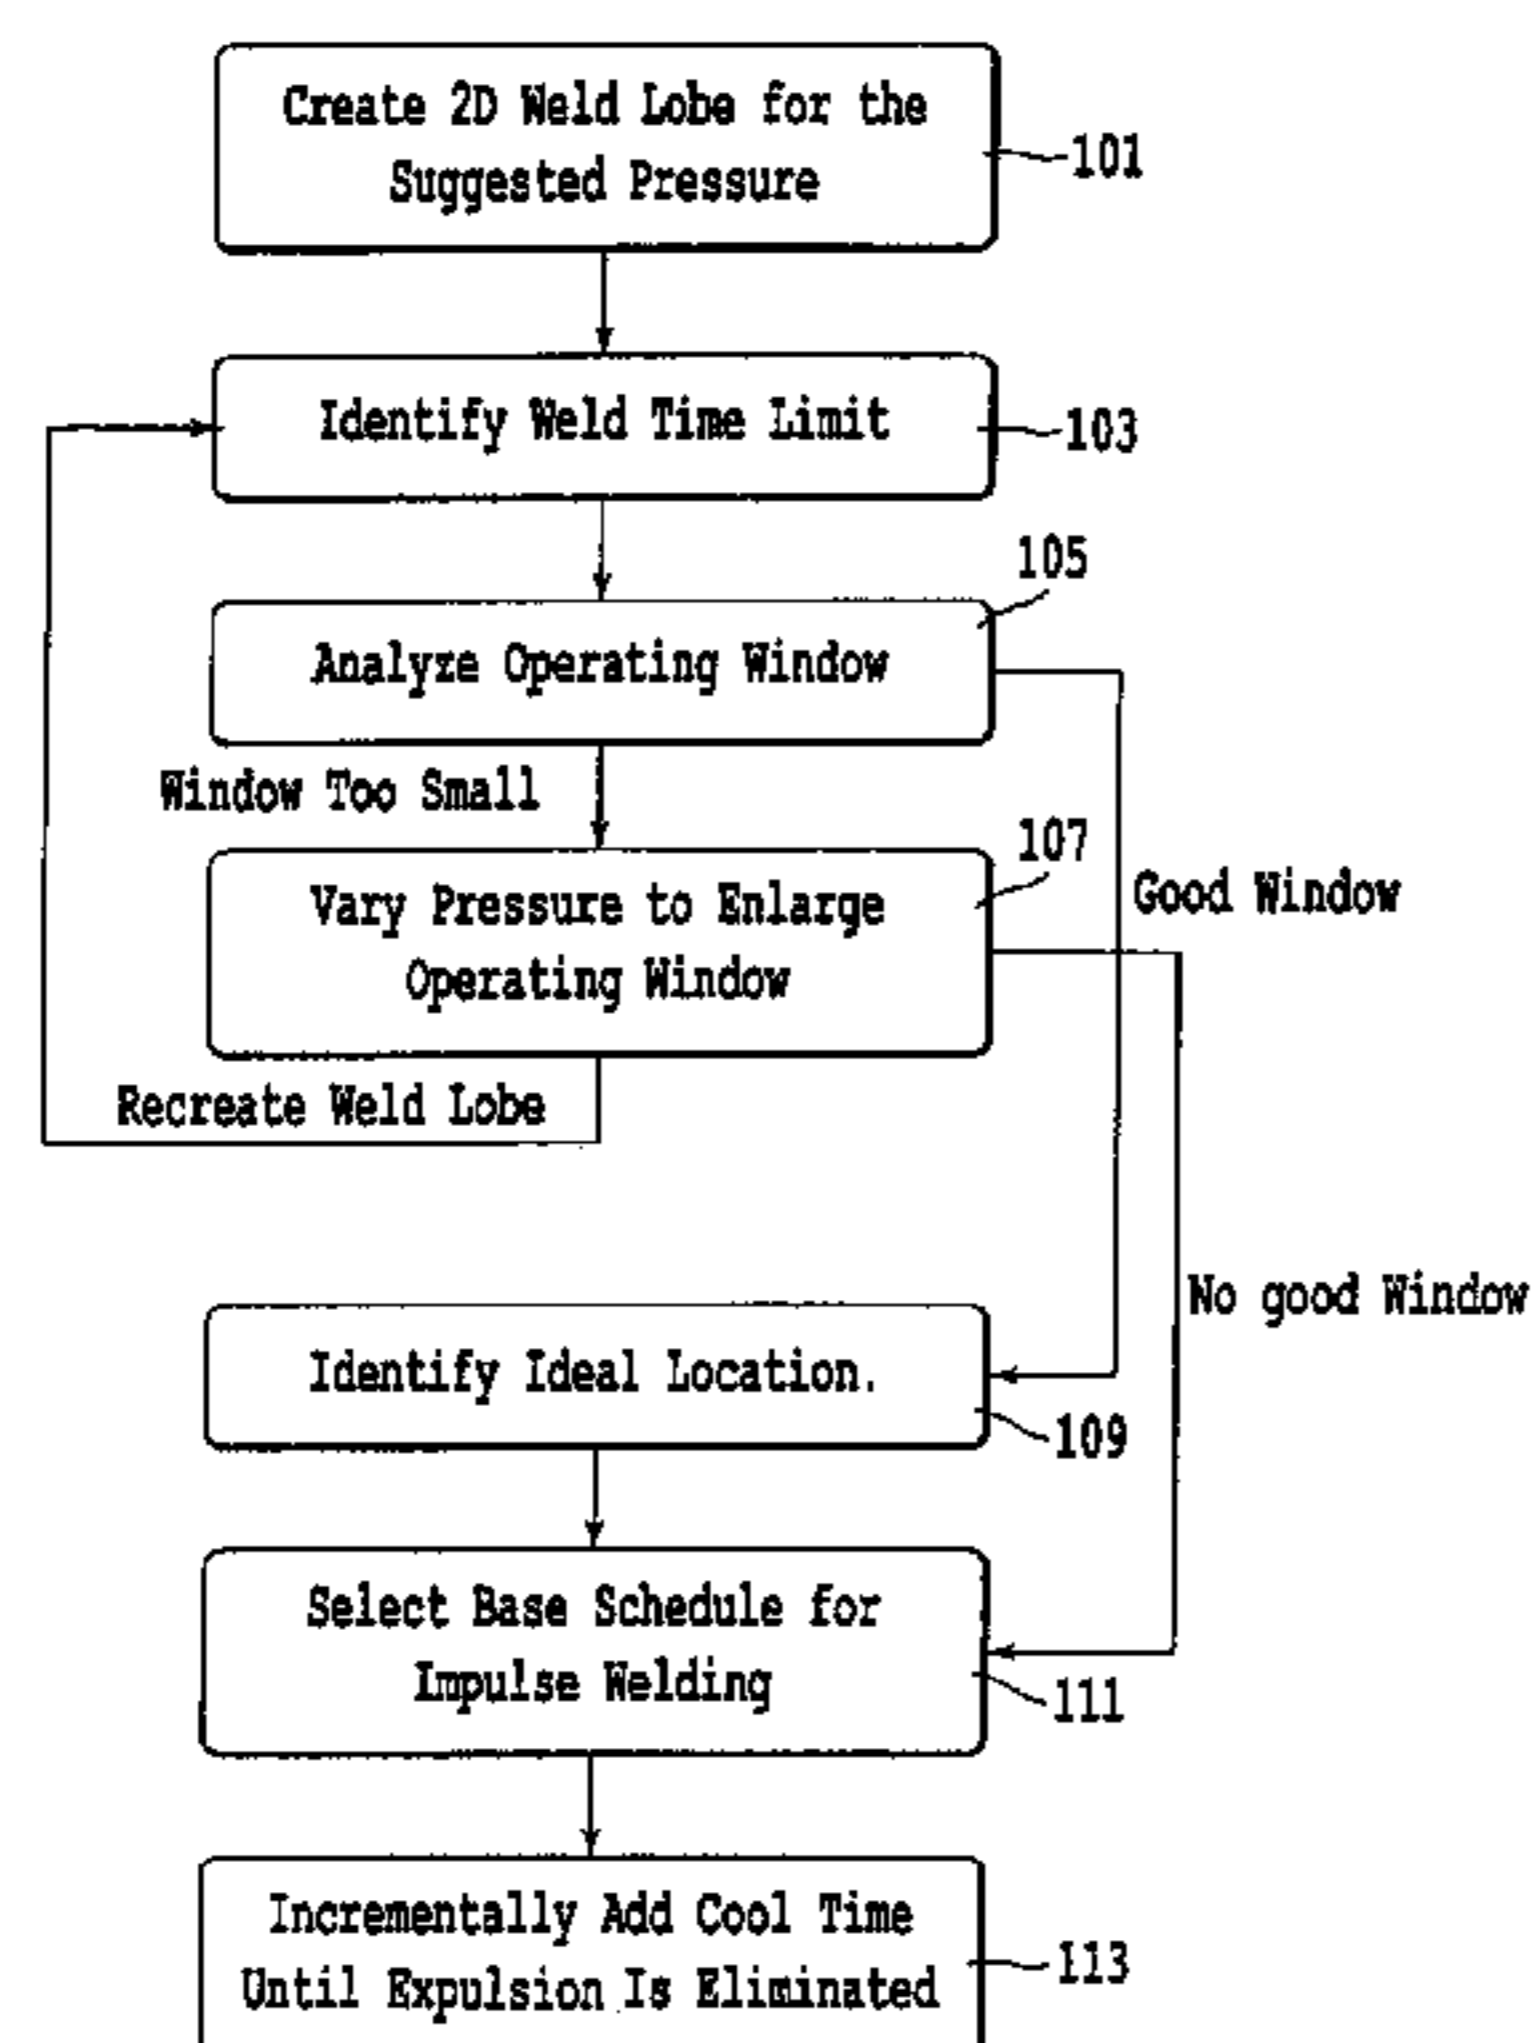 Create 2D Weld Lobe for the
Suggested Pressure
101
Identify Weld Time Limit
103
105
Analyze Operating Window
Window Too Small
107
Vary Pressure to Enlarge
Operating Window
Good Window
Recreate Weld Lobe
No good Window
Identify Ideal Location.
109
Select Base Schedule for
Impulse Welding
111
Incrementally Add Cool Time
Until Expulsion Is Eliminated
113